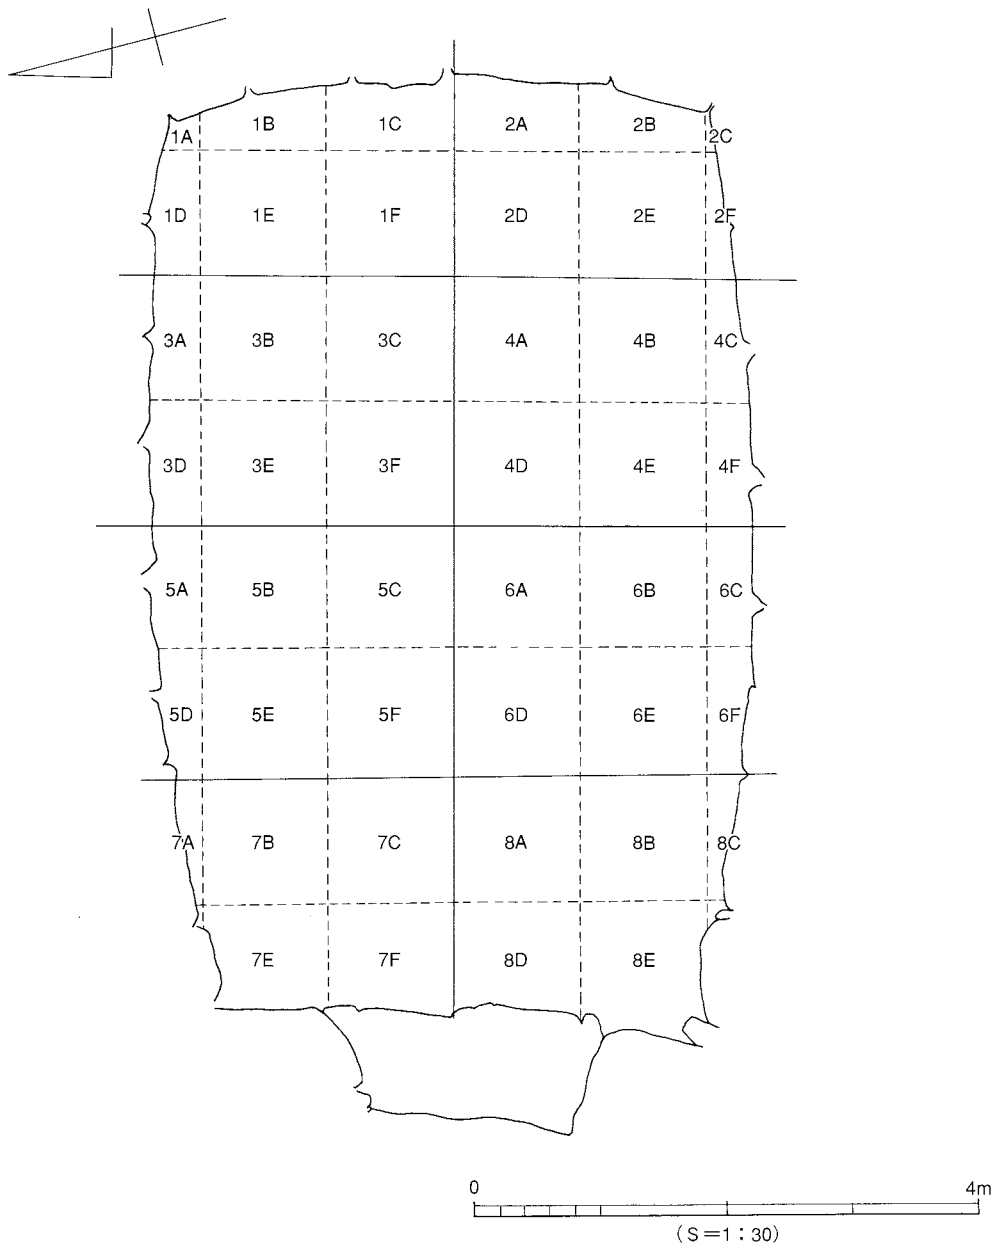 1A 1B 1C 2A 2B 2C
1D 1E 1F 2D 2E 2F
3A 3B 3C 4A 4B 4C
3D 3E 3F 4D 4E 4F
5A 5B 5C 6A 6B 6C
5D 5E 5F 6D 6E 6F
7A 7B 7C 8A 8B 8C
7E 7F 8D 8E
0 4m
(S=1:30)